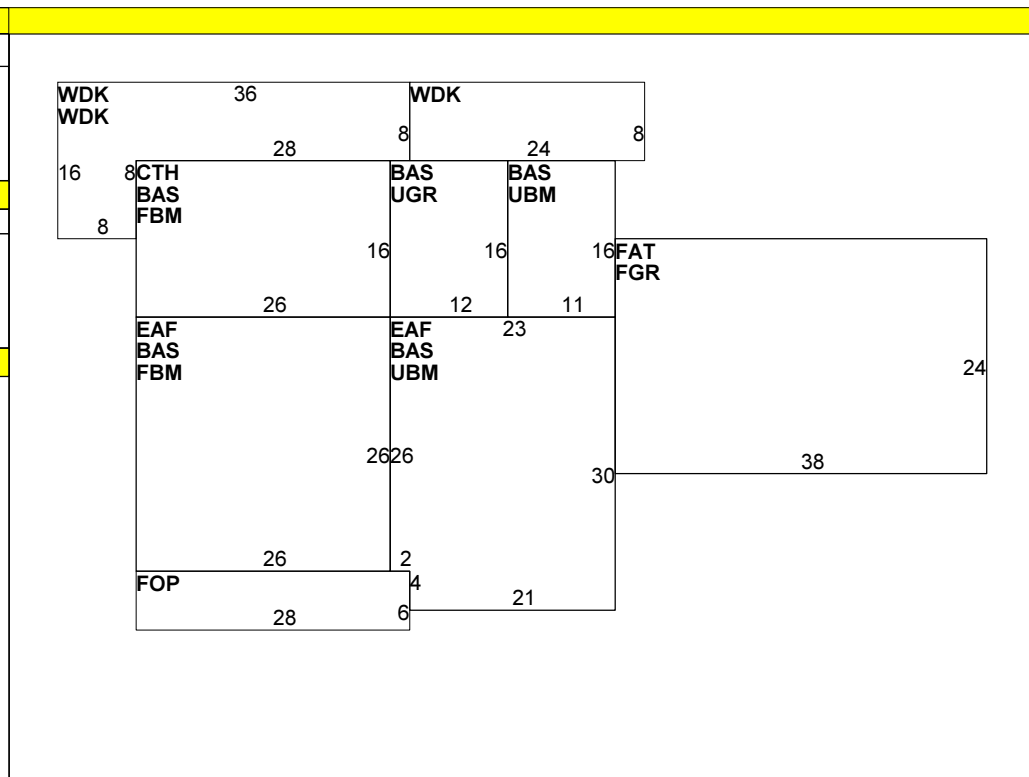 WDK 36 WDK
WDK
8 8
28 24
16 8 CTH BAS BAS
BAS UGR UBM
FBM
8
16 16 16 FAT
FGR
26 12 11
EAF EAF 23
BAS BAS
FBM UBM
24
26 26 38
30
26 2
FOP 4
21
28 6